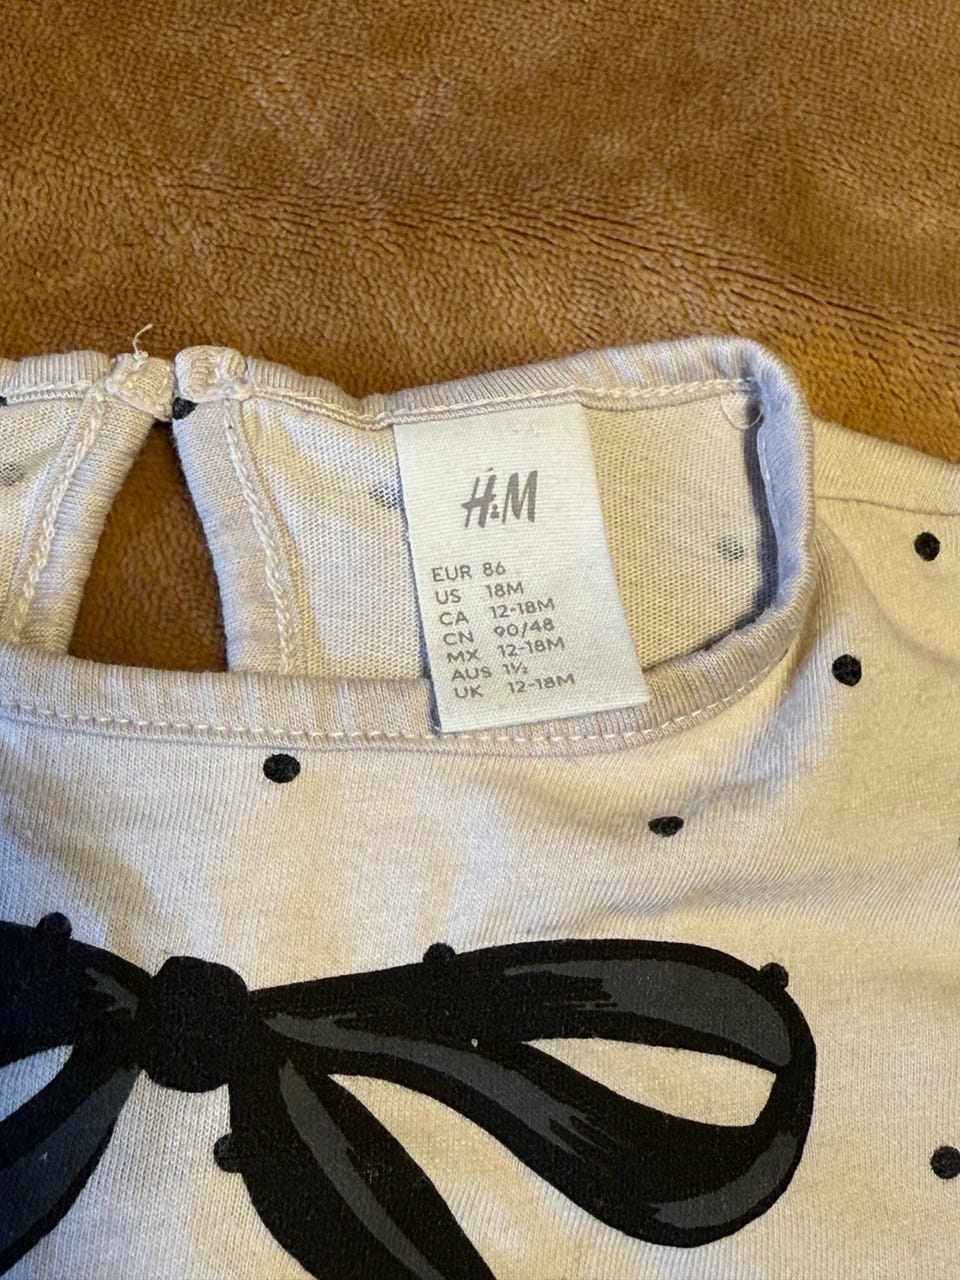 H&M
EUR 86
US 18M
CA 12-18M
CN 90/48
MX 12-18M
AUS 1½
UK 12-18M